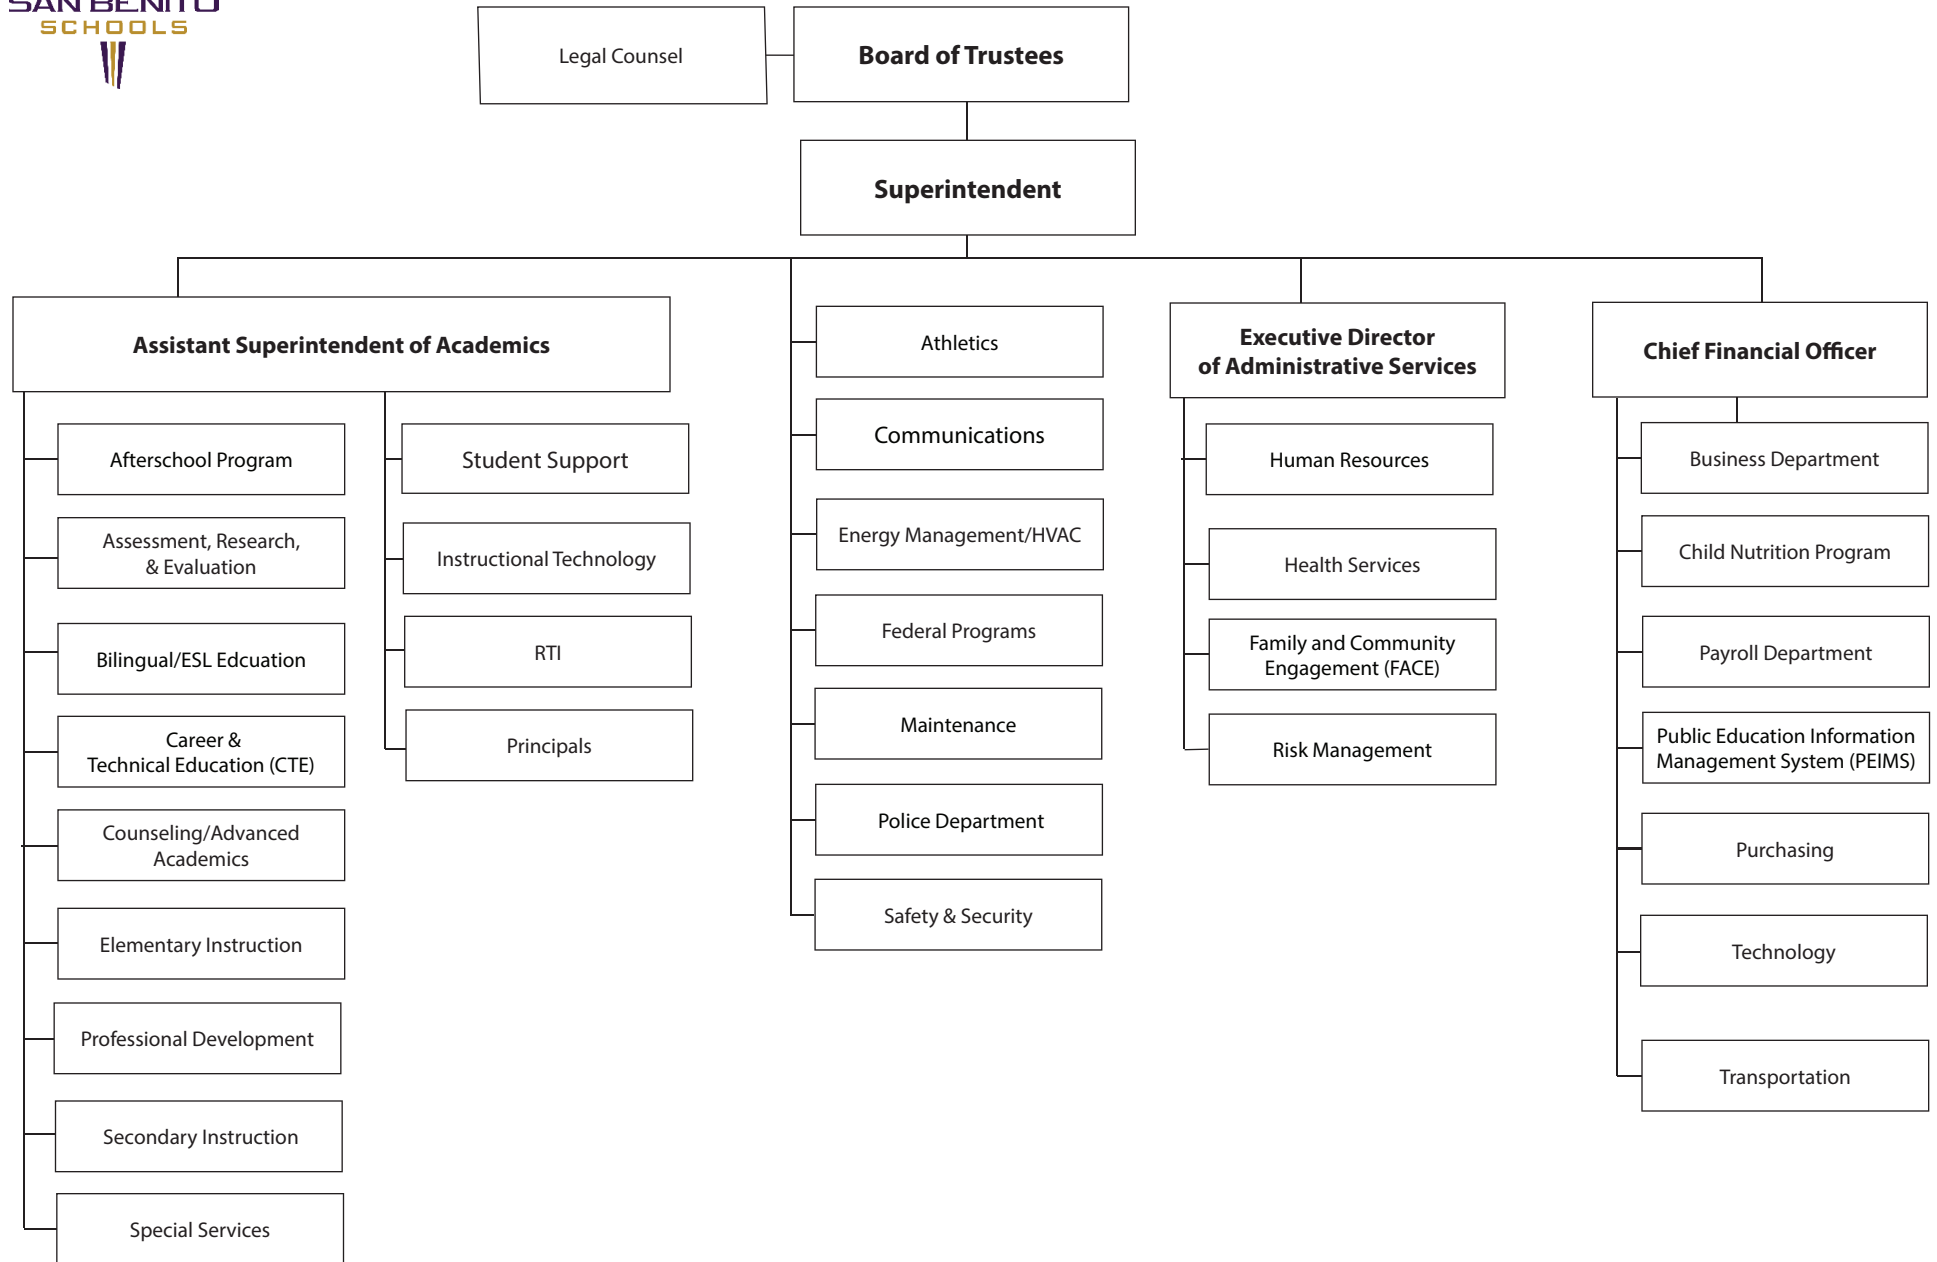 SAN BENITO
SCHOOLS
Legal Counsel
Board of Trustees
Superintendent
Assistant Superintendent of Academics
Afterschool Program
Assessment, Research,
& Evaluation
Bilingual/ESL Edcuation
Career &
Technical Education (CTE)
Counseling/Advanced
Academics
Elementary Instruction
Professional Development
Secondary Instruction
Special Services
Student Support
Instructional Technology
RTI
Principals
Athletics
Communications
Energy Management/HVAC
Federal Programs
Maintenance
Police Department
Safety & Security
Executive Director
of Administrative Services
Human Resources
Health Services
Family and Community
Engagement (FACE)
Risk Management
Chief Financial Officer
Business Department
Child Nutrition Program
Payroll Department
Public Education Information
Management System (PEIMS)
Purchasing
Technology
Transportation